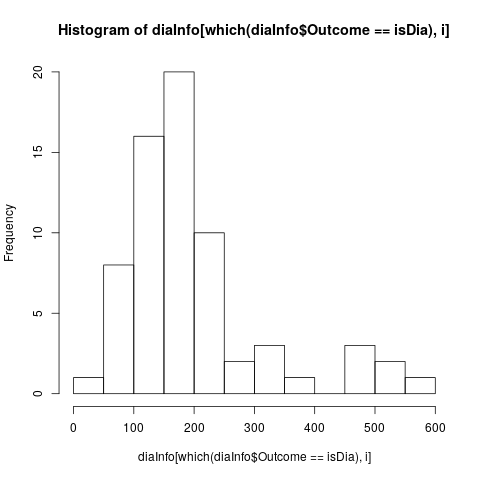 Histogram of diaInfo[which(diaInfo$Outcome == isDia), i]
20
15
10
5
0
Frequency
0 100 200 300 400 500 600
diaInfo[which(diaInfo$Outcome == isDia), i]